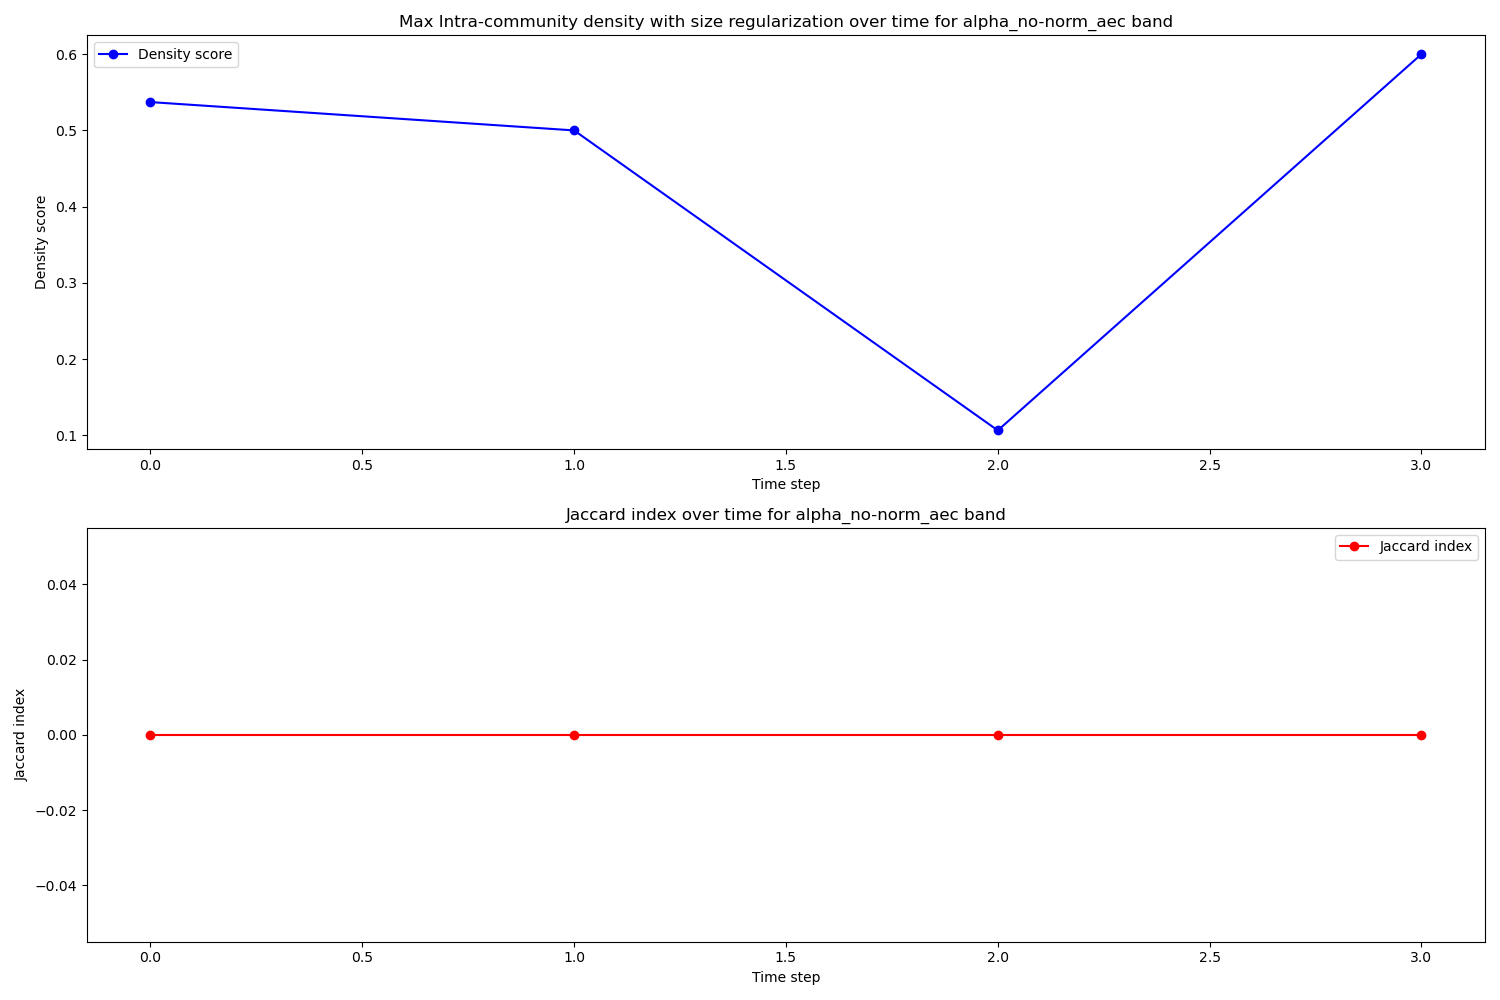 Max Intra-community density with size regularization over time for alpha_no-norm_aec band
Density score
0.6
0.5
0.4
0.3
0.2
0.1
Density score
0.0 0.5 1.0 1.5 2.0 2.5 3.0
Time step
Jaccard index over time for alpha_no-norm_aec band
Jaccard index
0.04
0.02
0.00
−0.02
−0.04
Jaccard index
0.0 0.5 1.0 1.5 2.0 2.5 3.0
Time step